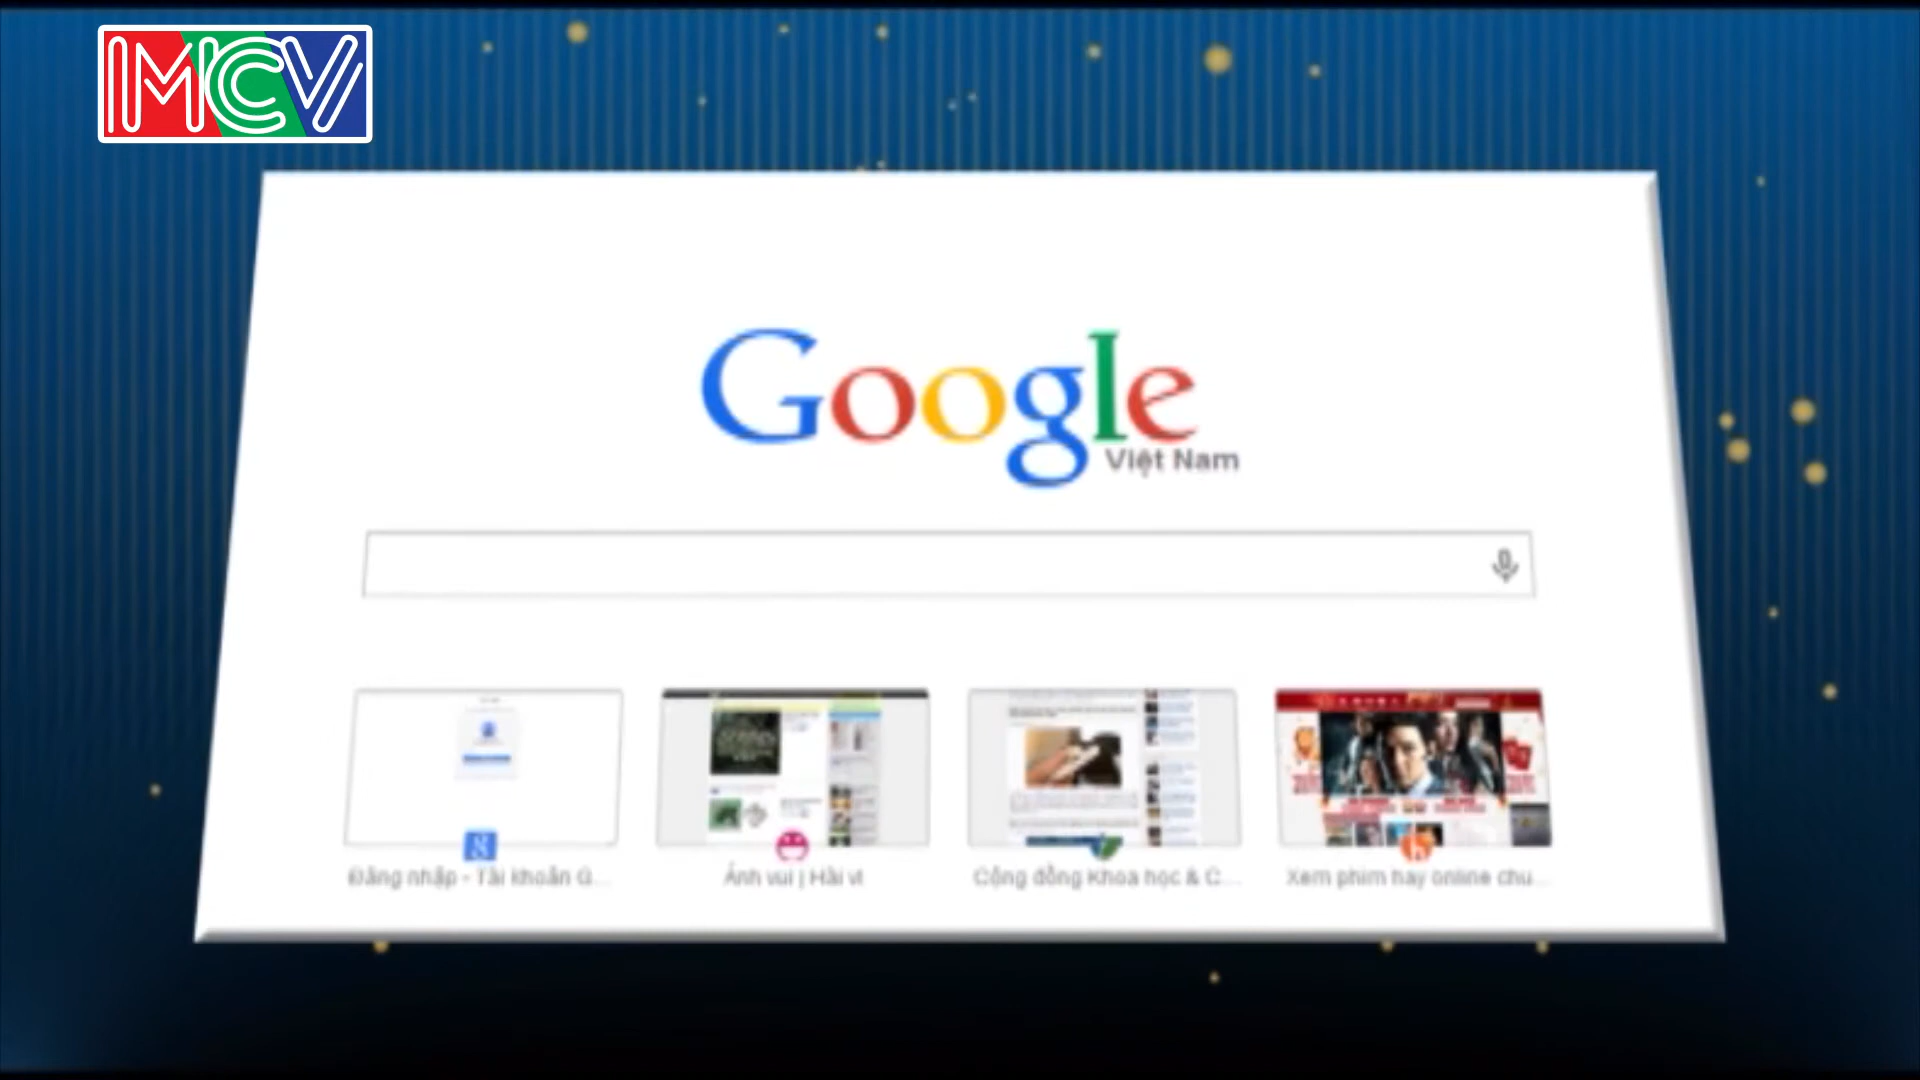 MCV
Google
Việt Nam
Đăng nhập - Tài khoản G...
Ảnh vui | Hài vl
Cộng đồng Khoa học & C...
Xem phim hay online chu...